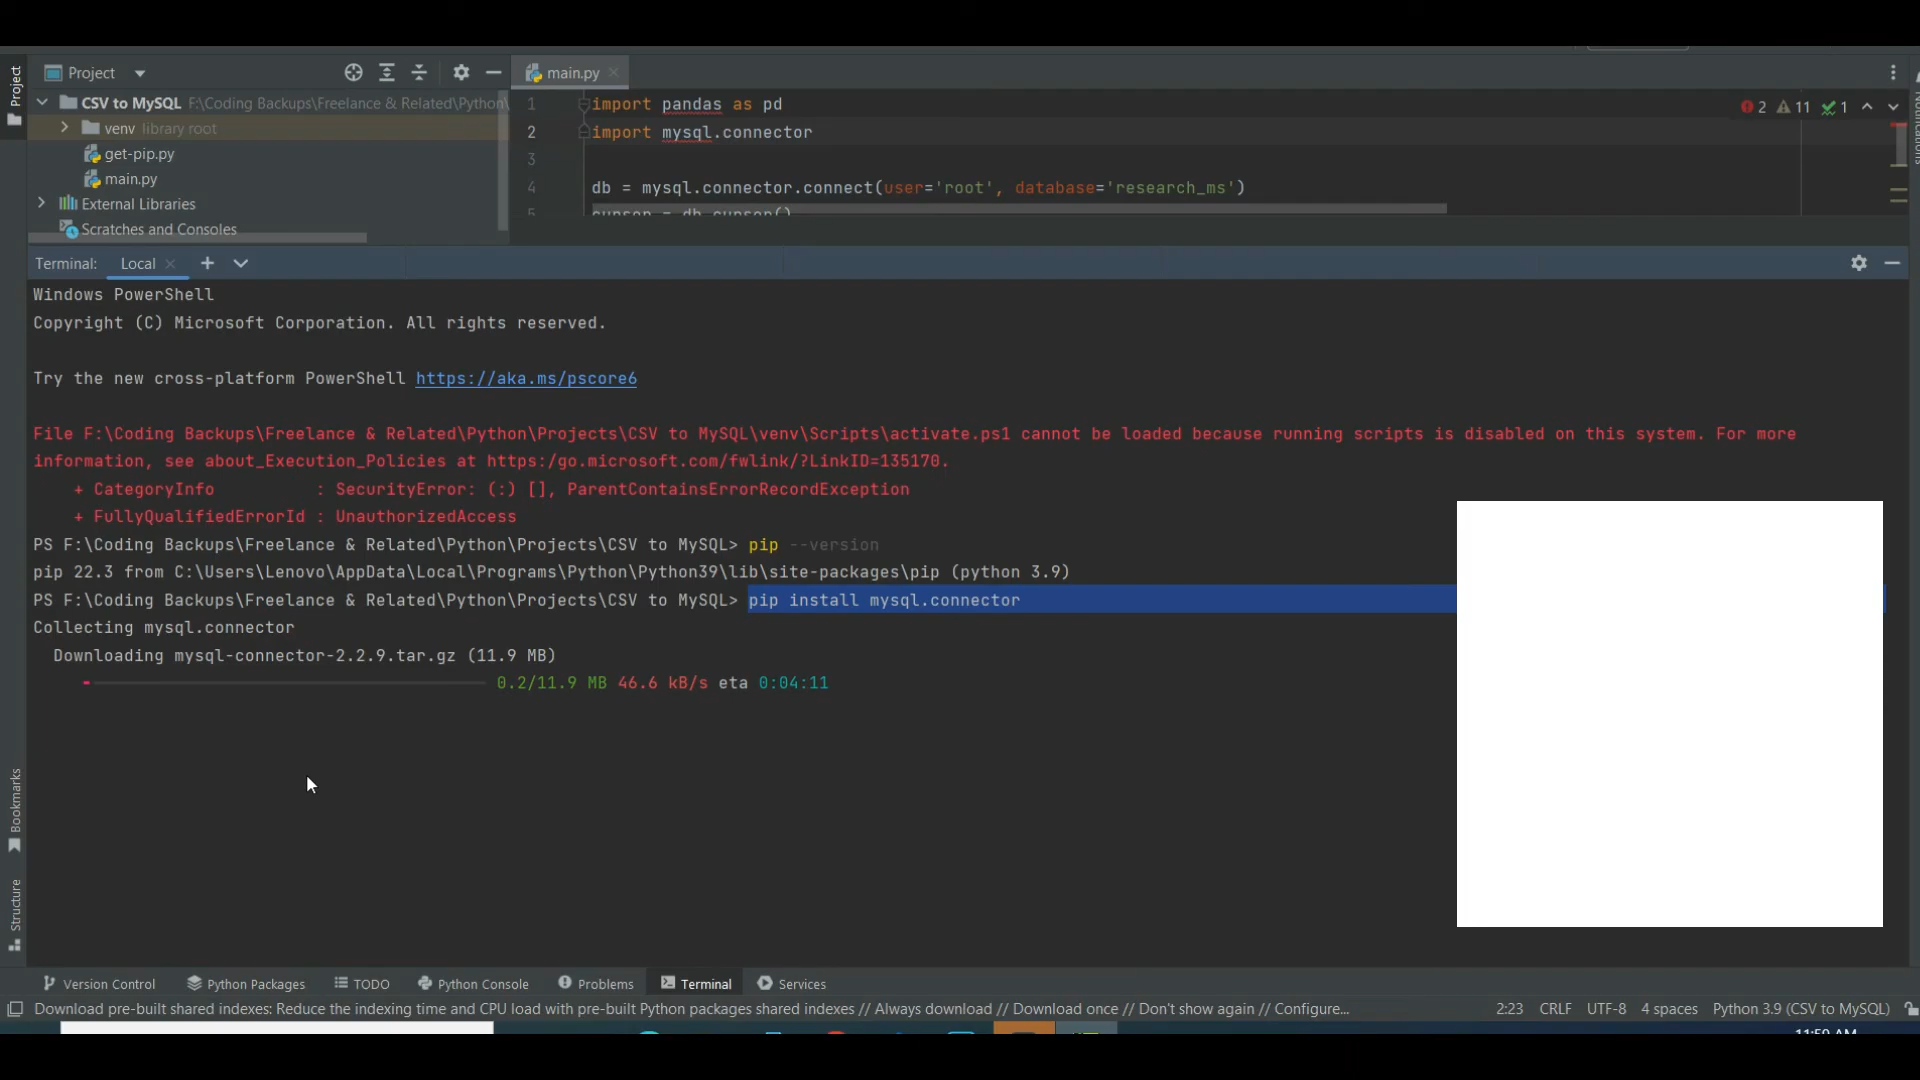 Project
Project
main.py
CSV to MySQL F:\Coding Backups\Freelance & Related\Python\
venv library root
get-pip.py
main.py
External Libraries
Scratches and Consoles
1 import pandas as pd
2 import mysql.connector
3
4 db = mysql.connector.connect(user='root', database='research_ms')
5 cursor = db.cursor()
2 11 1
Notifications
Terminal: Local
Windows PowerShell
Copyright (C) Microsoft Corporation. All rights reserved.
Try the new cross-platform PowerShell https://aka.ms/pscore6
File F:\Coding Backups\Freelance & Related\Python\Projects\CSV to MySQL\venv\Scripts\activate.ps1 cannot be loaded because running scripts is disabled on this system. For more
information, see about_Execution_Policies at https:/go.microsoft.com/fwlink/?LinkID=135170.
+ CategoryInfo : SecurityError: (:) [], ParentContainsErrorRecordException
+ FullyQualifiedErrorId : UnauthorizedAccess
PS F:\Coding Backups\Freelance & Related\Python\Projects\CSV to MySQL> pip --version
pip 22.3 from C:\Users\Lenovo\AppData\Local\Programs\Python\Python39\lib\site-packages\pip (python 3.9)
PS F:\Coding Backups\Freelance & Related\Python\Projects\CSV to MySQL> pip install mysql.connector
Collecting mysql.connector
Downloading mysql-connector-2.2.9.tar.gz (11.9 MB)
0.2/11.9 MB 46.6 kB/s eta 0:04:11
Bookmarks
Structure
Version Control Python Packages TODO Python Console Problems Terminal Services
Download pre-built shared indexes: Reduce the indexing time and CPU load with pre-built Python packages shared indexes // Always download // Download once // Don't show again // Configure... 2:23 CRLF UTF-8 4 spaces Python 3.9 (CSV to MySQL)